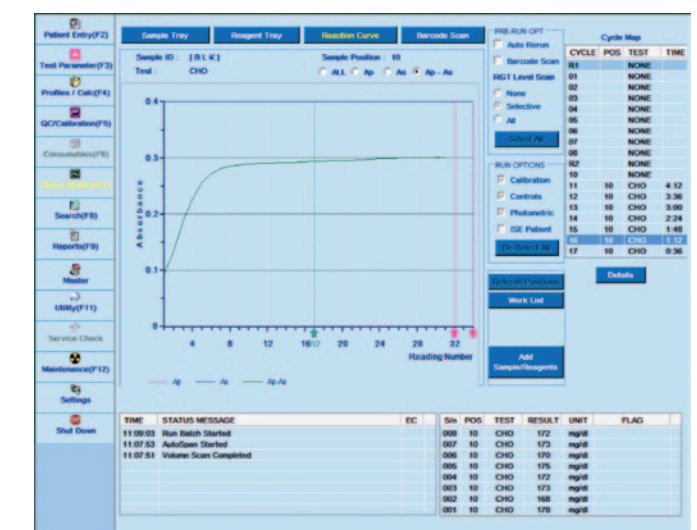 Patient Entry(F2)
Test Parameter(F3)
Profiles / Calc(F4)
QC/Calibration(F5)
Consumables(F6)
Search(F8)
Reports(F9)
Master
Utility(F11)
Service Check
Maintenance(F12)
Settings
Shut Down
Sample Tray
Reagent Tray
Reaction Curve
Barcode Scan
Sample ID : [B L K]
Sample Position : 10
Test : CHO
ALL Ap As Ap - As
Absorbance
0.4
0.3
0.2
0.1
0
4 8 12 16 20 24 28 32
Reading Number
Ap As Ap-As
PRE-RUN OPT
Auto Rerun
Barcode Scan
RGT Level Scan
None
Selective
All
Select All
RUN OPTIONS
Calibration
Controls
Photometric
ISE Patient
De-Select All
Refresh Positions
Work List
Add
Sample/Reagents
Cycle Map
CYCLE POS TEST TIME
R1 NONE
01 NONE
02 NONE
03 NONE
04 NONE
05 NONE
06 NONE
07 NONE
08 NONE
R2 NONE
10 NONE
11 10 CHO 4:12
12 10 CHO 3:36
13 10 CHO 3:00
14 10 CHO 2:24
15 10 CHO 1:48
16 10 CHO 1:12
17 10 CHO 0:36
Details
TIME STATUS MESSAGE EC
11:09:03 Run Batch Started
11:07:53 AutoSpan Started
11:07:51 Volume Scan Completed
S/n POS TEST RESULT UNIT FLAG
008 10 CHO 172 mg/dl
007 10 CHO 173 mg/dl
006 10 CHO 170 mg/dl
005 10 CHO 175 mg/dl
004 10 CHO 172 mg/dl
003 10 CHO 173 mg/dl
002 10 CHO 168 mg/dl
001 10 CHO 178 mg/dl